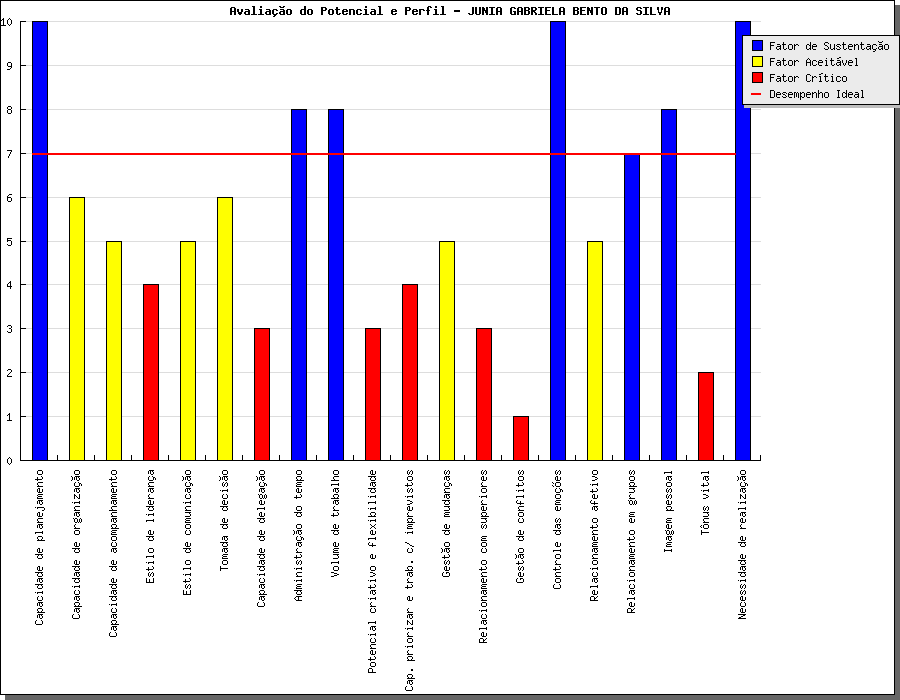 Avaliação do Potencial e Perfil - JUNIA GABRIELA BENTO DA SILVA
Fator de Sustentação
Fator Aceitável
Fator Crítico
Desempenho Ideal
10
9
8
7
6
5
4
3
2
1
0
Capacidade de planejamento
Capacidade de organização
Capacidade de acompanhamento
Estilo de liderança
Estilo de comunicação
Tomada de decisão
Capacidade de delegação
Administração do tempo
Volume de trabalho
Potencial criativo e flexibilidade
Cap. priorizar e trab. c/ imprevistos
Gestão de mudanças
Relacionamento com superiores
Gestão de conflitos
Controle das emoções
Relacionamento afetivo
Relacionamento em grupos
Imagem pessoal
Tônus vital
Necessidade de realização